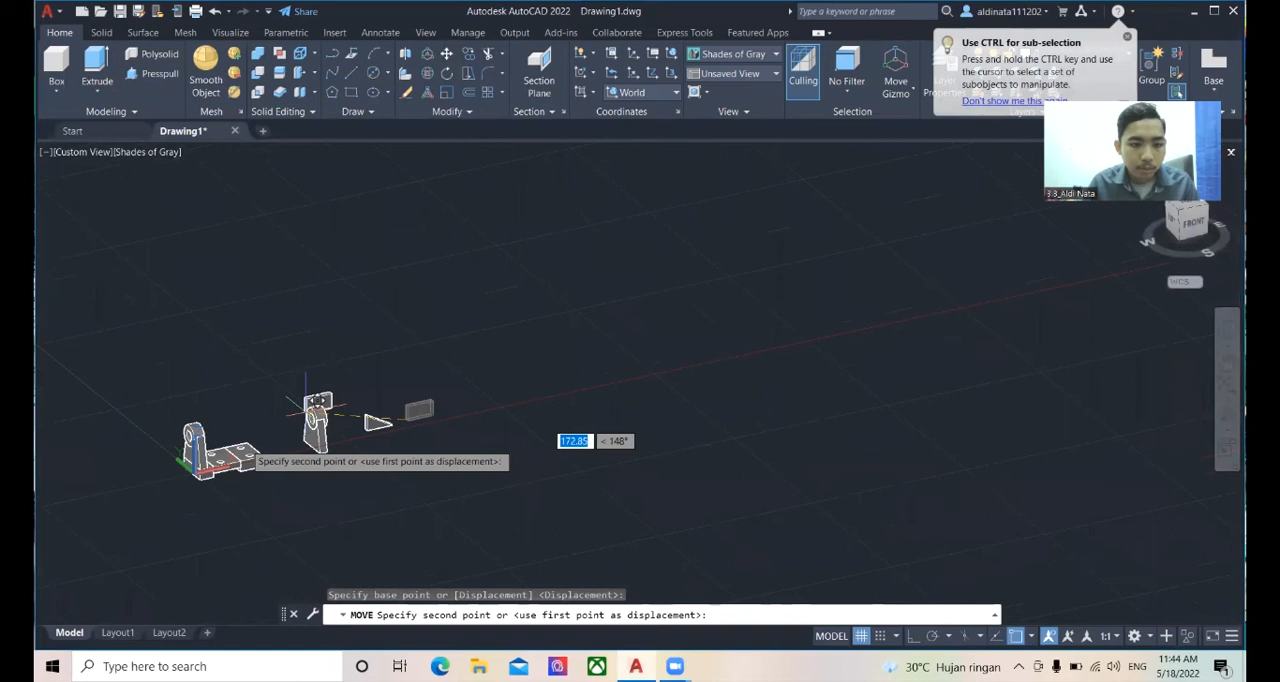 Share
Autodesk AutoCAD 2022 Drawing1.dwg
Type a keyword or phrase
aldinata111202
Home Solid Surface Mesh Parametric Insert Annotate View Manage Output Collaborate Express Tools Add-ins Featured Apps
Box
Extrude
Polysolid
Presspull
Smooth
Object
Section
Plane
Shades of Gray
Unsaved View
World
Culling
No Filter
Move
Gizmo
Group
Base
Modeling
Mesh
Solid Editing
Draw
Modify
Section
Coordinates
View
Selection
Use CTRL for sub-selection
Press and hold the CTRL key and use
the cursor to select a set of
subobjects to manipulate.
Don't show me this again
Start
Drawing1*
[−][Custom View][Shades of Gray]
Aldi Nata
FRONT
W
S
WCS
172.85
< 148°
Specify second point or <use first point as displacement>:
Specify base point or [Displacement] <Displacement>:
MOVE Specify second point or <use first point as displacement>:
Model Layout1 Layout2
MODEL
1:1
Type here to search
30°C Hujan ringan
ENG
11:44 AM
5/18/2022